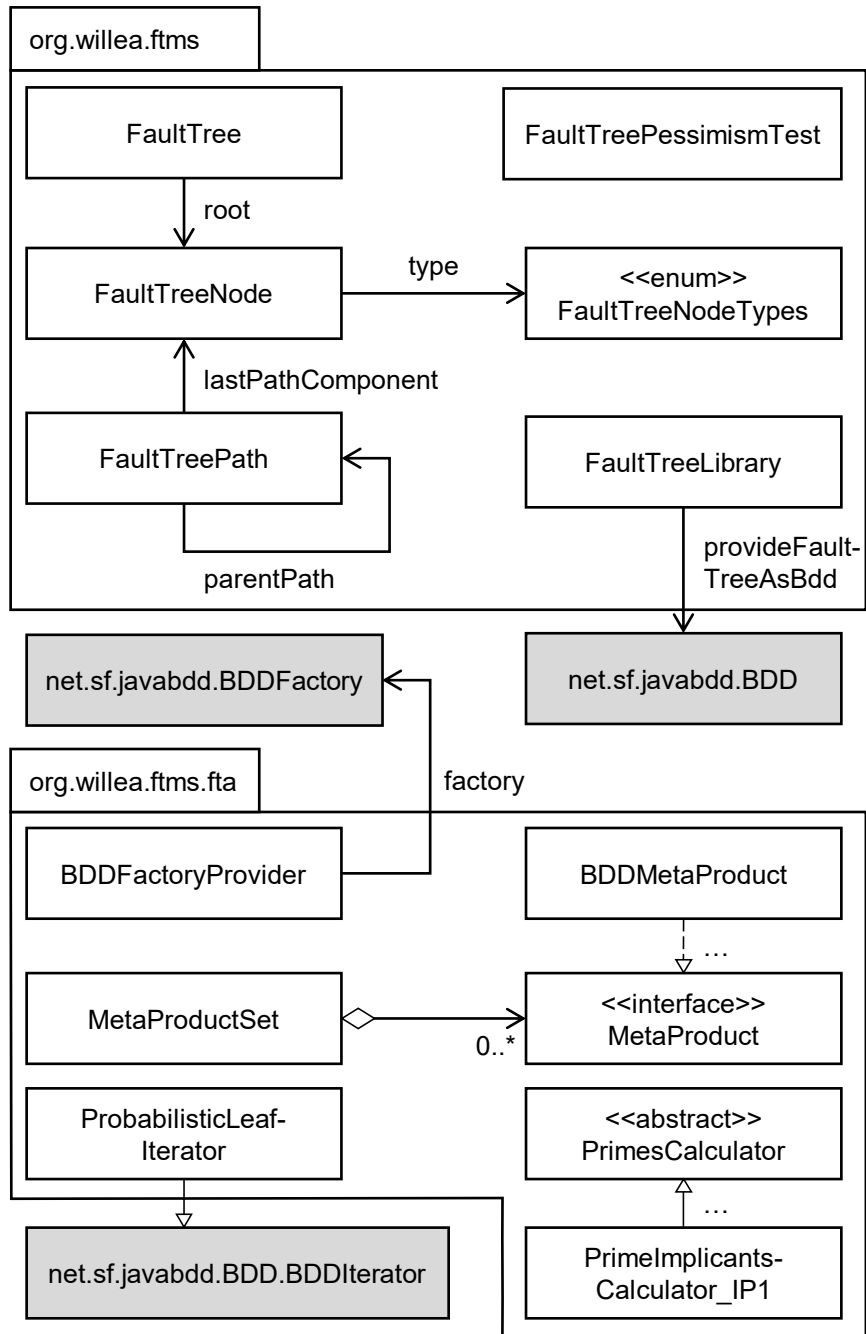 org.willea.ftms
FaultTree
FaultTreePessimismTest
root
FaultTreeNode
type
<<enum>>
FaultTreeNodeTypes
lastPathComponent
FaultTreePath
FaultTreeLibrary
parentPath
provideFault-
TreeAsBdd
net.sf.javabdd.BDDFactory
net.sf.javabdd.BDD
org.willea.ftms.fta
factory
BDDFactoryProvider
BDDMetaProduct
...
MetaProductSet
0..*
<<interface>>
MetaProduct
ProbabilisticLeaf-
Iterator
<<abstract>>
PrimesCalculator
...
net.sf.javabdd.BDD.BDDIterator
PrimeImplicants-
Calculator_IP1